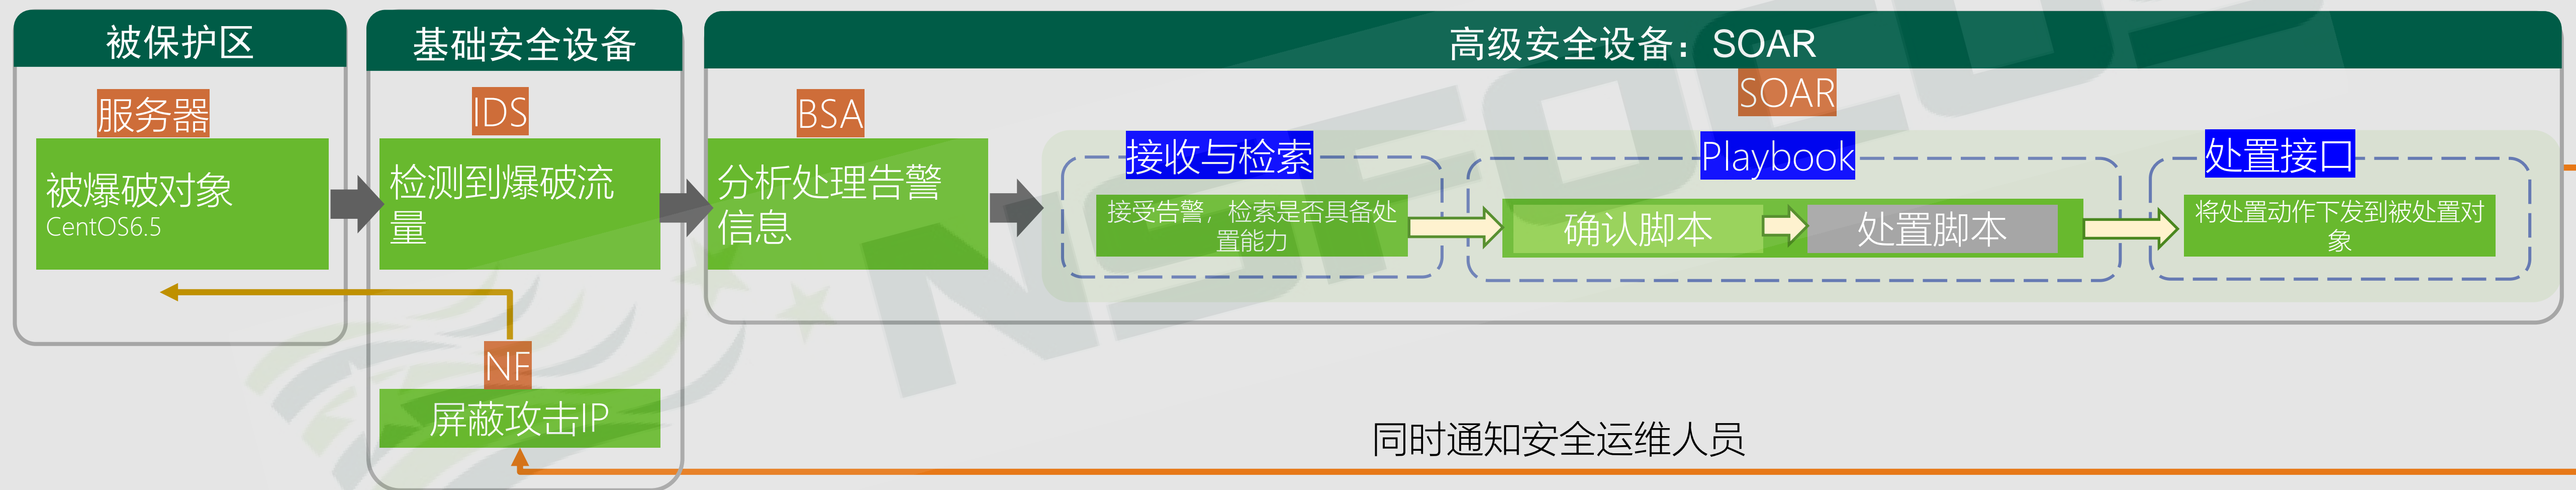 被保护区
服务器
被爆破对象
CentOS6.5
基础安全设备
IDS
检测到爆破流
量
NF
屏蔽攻击IP
高级安全设备：SOAR
BSA
分析处理告警
信息
SOAR
接收与检索
接受告警，检索是否具备处
置能力
Playbook
确认脚本
处置脚本
处置接口
将处置动作下发到被处置对
象
同时通知安全运维人员
NSFOCUS